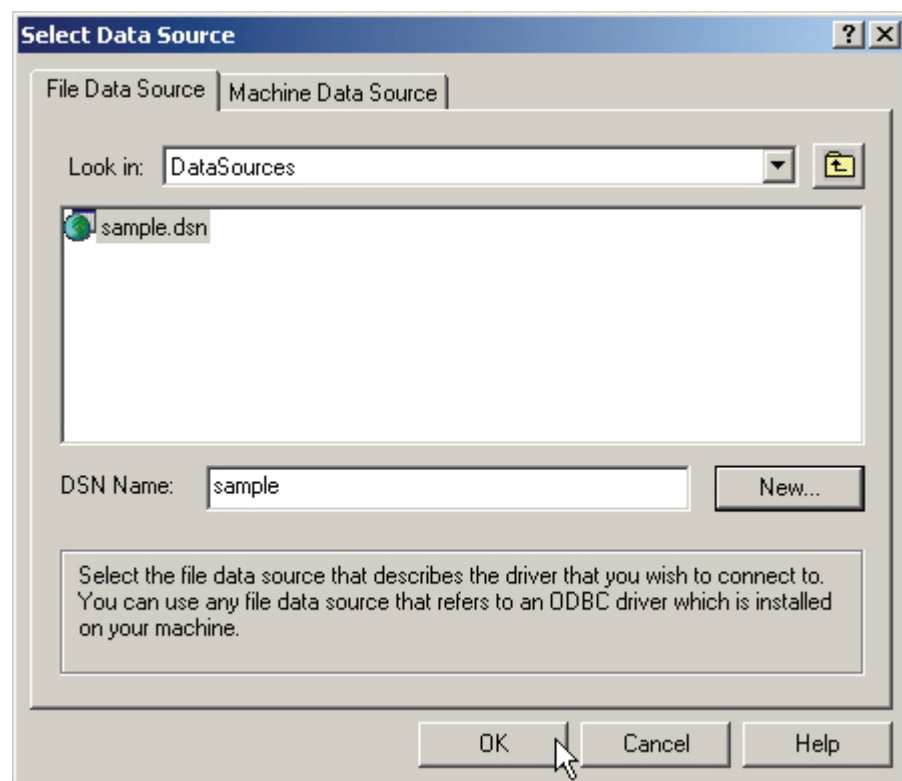 Select Data Source
File Data Source
Machine Data Source
Look in: DataSources
sample.dsn
DSN Name: sample
New...
Select the file data source that describes the driver that you wish to connect to.
You can use any file data source that refers to an ODBC driver which is installed
on your machine.
OK
Cancel
Help